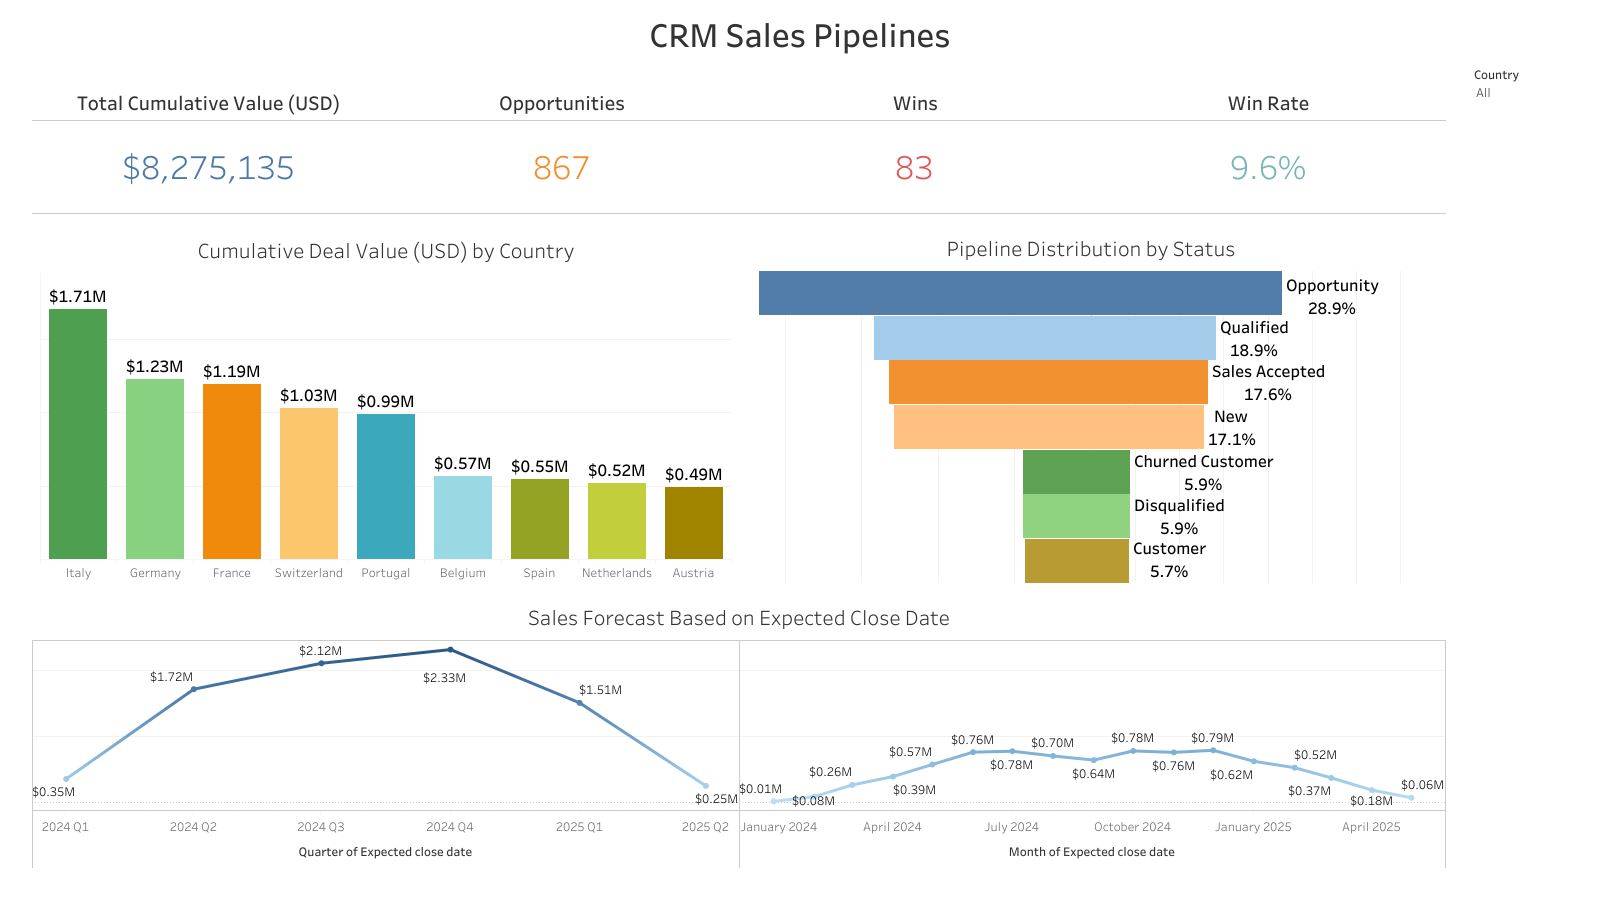 CRM Sales Pipelines
Country
All
Total Cumulative Value (USD) Opportunities Wins Win Rate
$8,275,135 867 83 9.6%
Cumulative Deal Value (USD) by Country
$1.71M
$1.23M
$1.19M
$1.03M
$0.99M
$0.57M
$0.55M
$0.52M
$0.49M
Italy Germany France Switzerland Portugal Belgium Spain Netherlands Austria
Pipeline Distribution by Status
Opportunity
28.9%
Qualified
18.9%
Sales Accepted
17.6%
New
17.1%
Churned Customer
5.9%
Disqualified
5.9%
Customer
5.7%
Sales Forecast Based on Expected Close Date
$0.35M
$1.72M
$2.12M
$2.33M
$1.51M
$0.25M
2024 Q1 2024 Q2 2024 Q3 2024 Q4 2025 Q1 2025 Q2
Quarter of Expected close date
$0.01M
$0.08M
$0.26M
$0.39M
$0.57M
$0.76M
$0.78M
$0.70M
$0.64M
$0.78M
$0.76M
$0.79M
$0.62M
$0.52M
$0.37M
$0.18M
$0.06M
January 2024 April 2024 July 2024 October 2024 January 2025 April 2025
Month of Expected close date